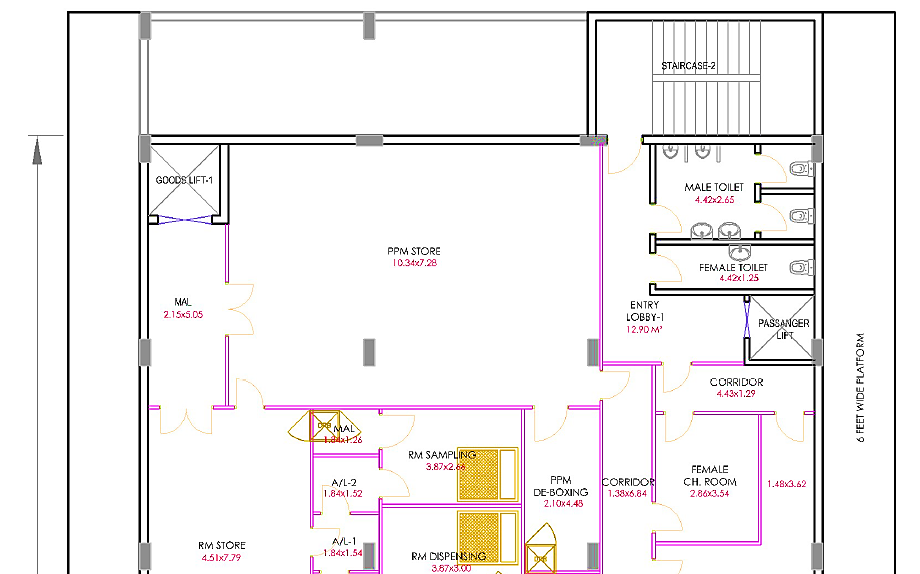 STAIRCASE-2
GOODS LIFT-1
MALE TOILET
4.42x2.65
PPM STORE
10.34x7.28
FEMALE TOILET
4.42x1.25
MAL
2.15x5.05
ENTRY
LOBBY-1
12.90 M²
PASSANGER
LIFT
6 FEET WIDE PLATFORM
CORRIDOR
4.43x1.29
MAL
1.84x1.26
RM SAMPLING
3.87x2.66
A/L-2
1.84x1.52
PPM
DE-BOXING
2.10x4.48
CORRIDOR
1.38x6.84
FEMALE
CH. ROOM
2.86x3.54
1.48x3.62
RM STORE
4.51x7.79
A/L-1
1.84x1.54
RM DISPENSING
3.87x3.00